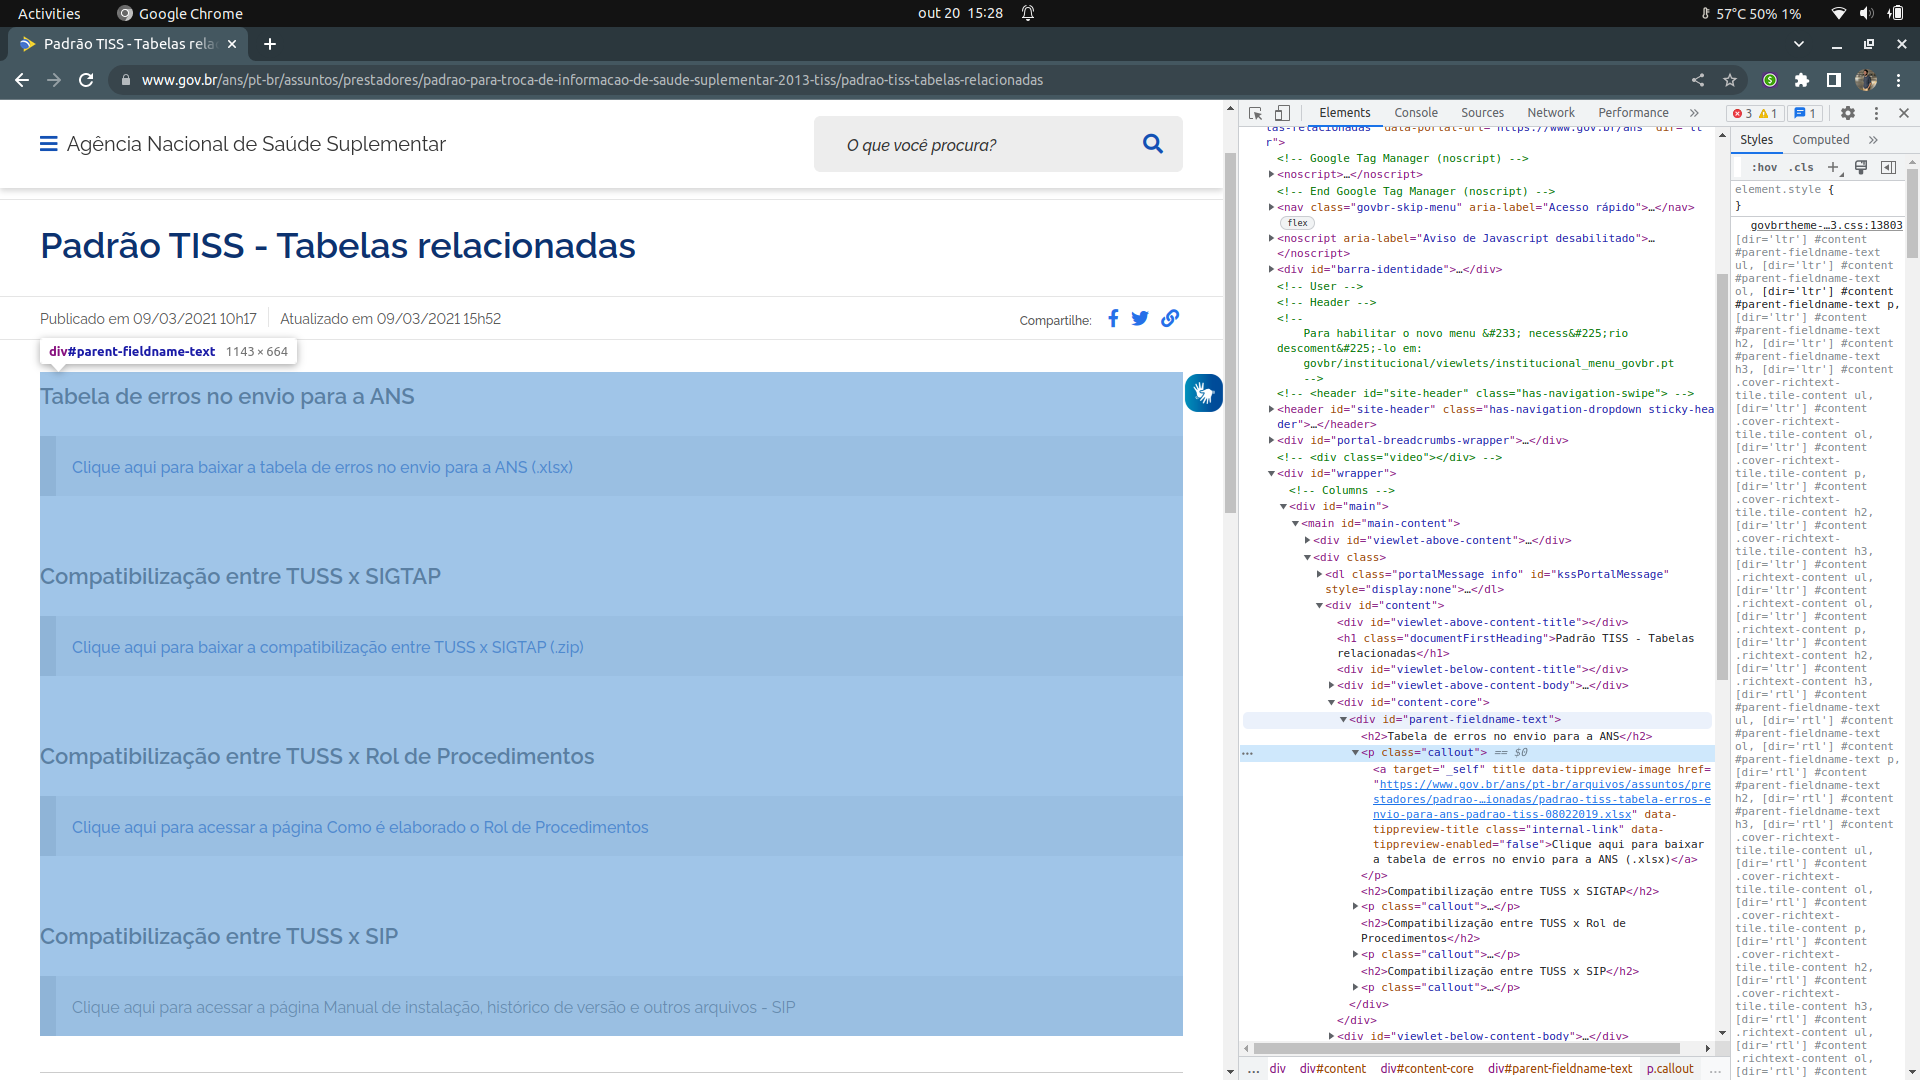 Activities
Google Chrome
out 20 15:28
57°C 50% 1%
Padrão TISS - Tabelas rela
www.gov.br/ans/pt-br/assuntos/prestadores/padrao-para-troca-de-informacao-de-saude-suplementar-2013-tiss/padrao-tiss-tabelas-relacionadas
Agência Nacional de Saúde Suplementar
O que você procura?
Padrão TISS - Tabelas relacionadas
Publicado em 09/03/2021 10h17
Atualizado em 09/03/2021 15h52
Compartilhe:
div#parent-fieldname-text 1143 × 664
Tabela de erros no envio para a ANS
Clique aqui para baixar a tabela de erros no envio para a ANS (.xlsx)
Compatibilização entre TUSS x SIGTAP
Clique aqui para baixar a compatibilização entre TUSS x SIGTAP (.zip)
Compatibilização entre TUSS x Rol de Procedimentos
Clique aqui para acessar a página Como é elaborado o Rol de Procedimentos
Compatibilização entre TUSS x SIP
Clique aqui para acessar a página Manual de instalação, histórico de versão e outros arquivos - SIP
Elements Console Sources Network Performance » 3 1 1
r">
<!-- Google Tag Manager (noscript) -->
<noscript>…</noscript>
<!-- End Google Tag Manager (noscript) -->
<nav class="govbr-skip-menu" aria-label="Acesso rápido">…</nav>
flex
<noscript aria-label="Aviso de Javascript desabilitado">…
</noscript>
<div id="barra-identidade">…</div>
<!-- User -->
<!-- Header -->
<!--
Para habilitar o novo menu &#233; necess&#225;rio
descoment&#225;-lo em:
govbr/institucional/viewlets/institucional_menu_govbr.pt
-->
<!-- <header id="site-header" class="has-navigation-swipe"> -->
<header id="site-header" class="has-navigation-dropdown sticky-hea
der">…</header>
<div id="portal-breadcrumbs-wrapper">…</div>
<!-- <div class="video"></div> -->
<div id="wrapper">
<!-- Columns -->
<div id="main">
<main id="main-content">
<div id="viewlet-above-content">…</div>
<div class>
<dl class="portalMessage info" id="kssPortalMessage"
style="display:none">…</dl>
<div id="content">
<div id="viewlet-above-content-title"></div>
<h1 class="documentFirstHeading">Padrão TISS - Tabelas
relacionadas</h1>
<div id="viewlet-below-content-title"></div>
<div id="viewlet-above-content-body">…</div>
<div id="content-core">
<div id="parent-fieldname-text">
<h2>Tabela de erros no envio para a ANS</h2>
<p class="callout"> == $0
<a target="_self" title data-tippreview-image href=
"https://www.gov.br/ans/pt-br/arquivos/assuntos/pre
stadores/padrao-…ionadas/padrao-tiss-tabela-erros-e
nvio-para-ans-padrao-tiss-08022019.xlsx" data-
tippreview-title class="internal-link" data-
tippreview-enabled="false">Clique aqui para baixar
a tabela de erros no envio para a ANS (.xlsx)</a>
</p>
<h2>Compatibilização entre TUSS x SIGTAP</h2>
<p class="callout">…</p>
<h2>Compatibilização entre TUSS x Rol de
Procedimentos</h2>
<p class="callout">…</p>
<h2>Compatibilização entre TUSS x SIP</h2>
<p class="callout">…</p>
</div>
</div>
<div id="viewlet-below-content-body">…</div>
... div div#content div#content-core div#parent-fieldname-text p.callout ...
Styles Computed »
:hov .cls
element.style {
}
govbrtheme-…3.css:13803
[dir='ltr'] #content
#parent-fieldname-text
ul, [dir='ltr'] #content
#parent-fieldname-text
ol, [dir='ltr'] #content
#parent-fieldname-text p,
[dir='ltr'] #content
#parent-fieldname-text
h2, [dir='ltr'] #content
#parent-fieldname-text
h3, [dir='ltr'] #content
.cover-richtext-
tile.tile-content ul,
[dir='ltr'] #content
.cover-richtext-
tile.tile-content ol,
[dir='ltr'] #content
.cover-richtext-
tile.tile-content p,
[dir='ltr'] #content
.cover-richtext-
tile.tile-content h2,
[dir='ltr'] #content
.cover-richtext-
tile.tile-content h3,
[dir='ltr'] #content
.richtext-content ul,
[dir='ltr'] #content
.richtext-content ol,
[dir='ltr'] #content
.richtext-content p,
[dir='ltr'] #content
.richtext-content h2,
[dir='ltr'] #content
.richtext-content h3,
[dir='rtl'] #content
#parent-fieldname-text
ul, [dir='rtl'] #content
#parent-fieldname-text
ol, [dir='rtl'] #content
#parent-fieldname-text p,
[dir='rtl'] #content
#parent-fieldname-text
h2, [dir='rtl'] #content
#parent-fieldname-text
h3, [dir='rtl'] #content
.cover-richtext-
tile.tile-content ul,
[dir='rtl'] #content
.cover-richtext-
tile.tile-content ol,
[dir='rtl'] #content
.cover-richtext-
tile.tile-content p,
[dir='rtl'] #content
.cover-richtext-
tile.tile-content h2,
[dir='rtl'] #content
.cover-richtext-
tile.tile-content h3,
[dir='rtl'] #content
.richtext-content ul,
[dir='rtl'] #content
.richtext-content ol,
[dir='rtl'] #content